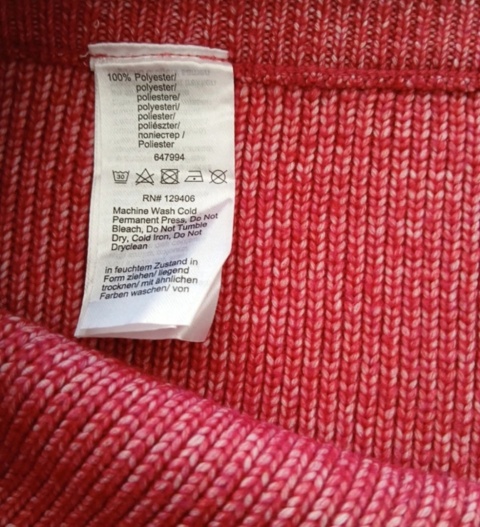 100% Polyester/
polyester/
poliestere/
polyesteri/
poliester/
poliészter/
полiестер /
Poliester
647994
30
RN# 129406
Machine Wash Cold
Permanent Press, Do Not
Bleach, Do Not Tumble
Dry, Cold Iron, Do Not
Dryclean
in feuchtem Zustand in
Form ziehen/ liegend
trocknen/ mit ähnlichen
Farben waschen/ von